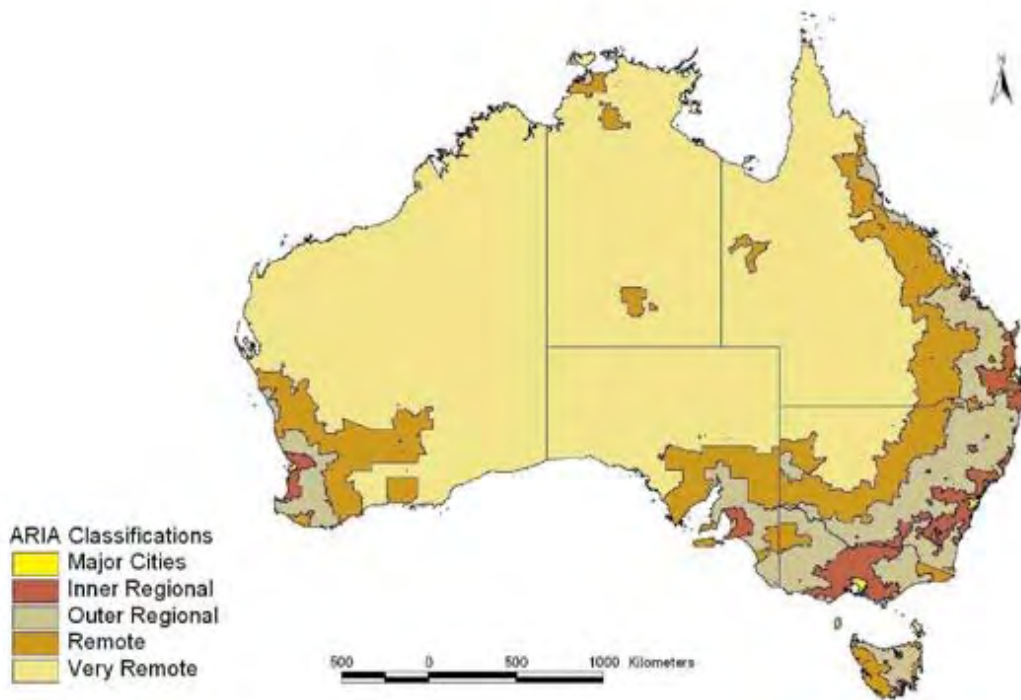 N
ARIA Classifications
Major Cities
Inner Regional
Outer Regional
Remote
Very Remote
500 0 500 1000 Kilometers